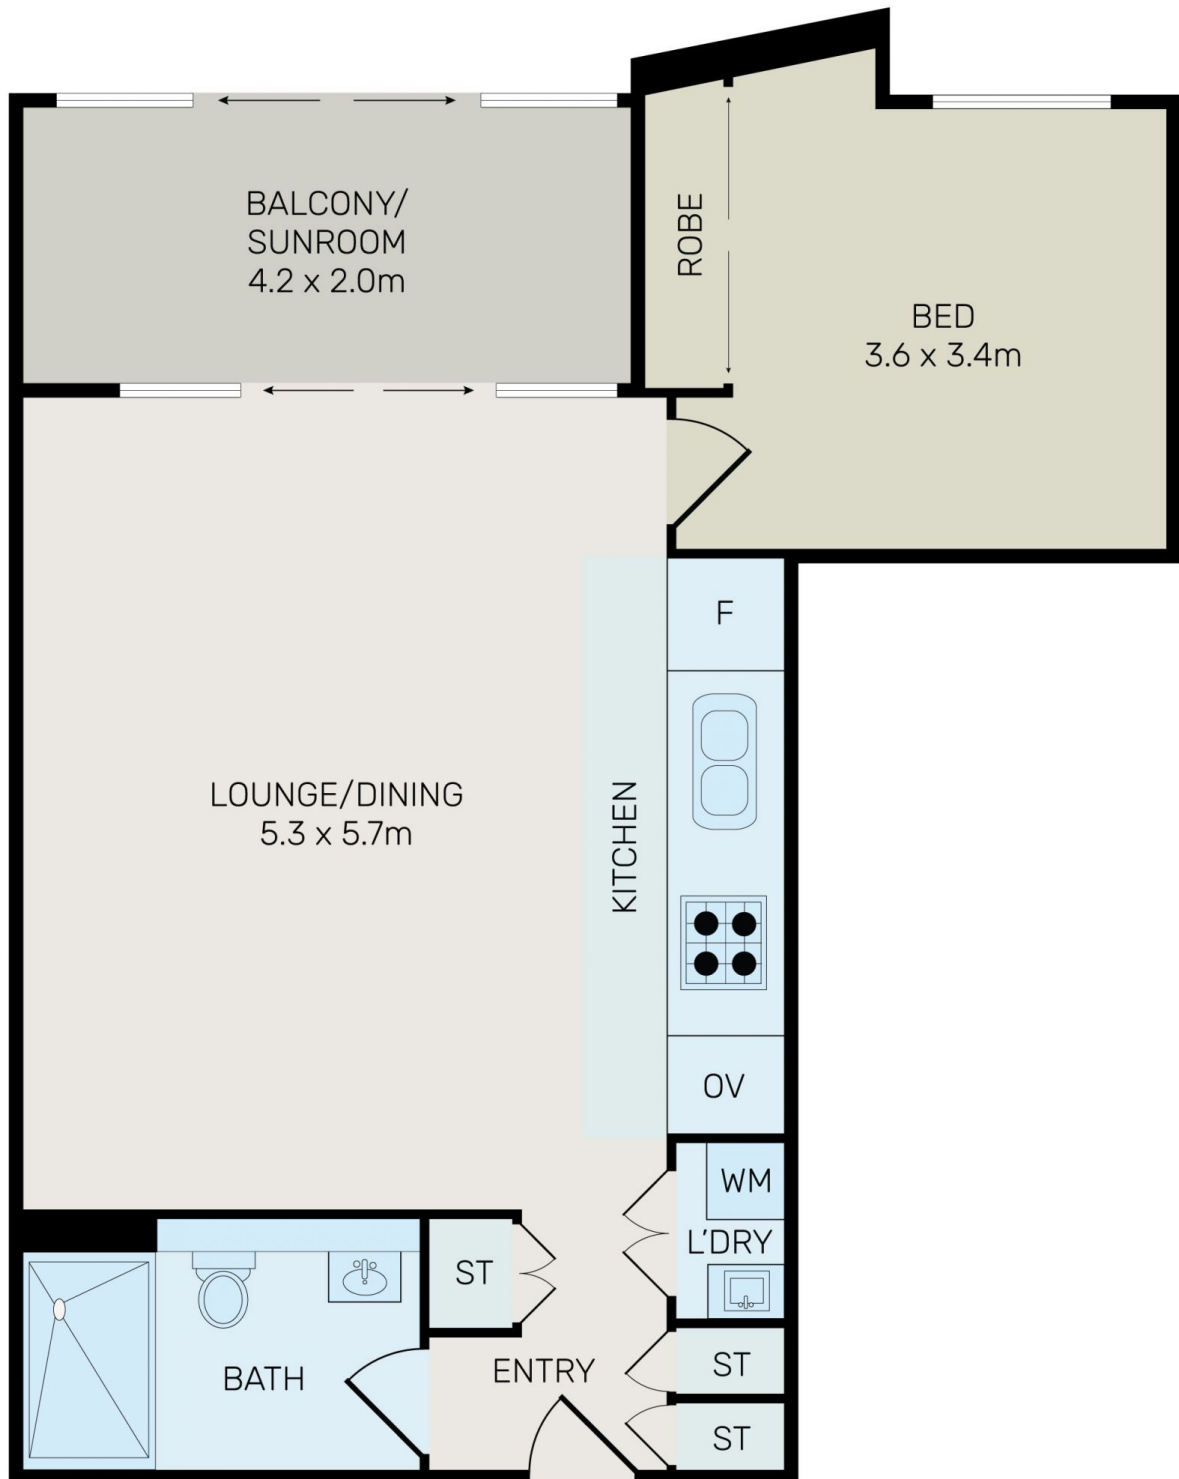 BALCONY/
SUNROOM
4.2 x 2.0m
ROBE
BED
3.6 x 3.4m
F
LOUNGE/DINING
5.3 x 5.7m
KITCHEN
OV
WM
L'DRY
ST
BATH
ENTRY
ST
ST